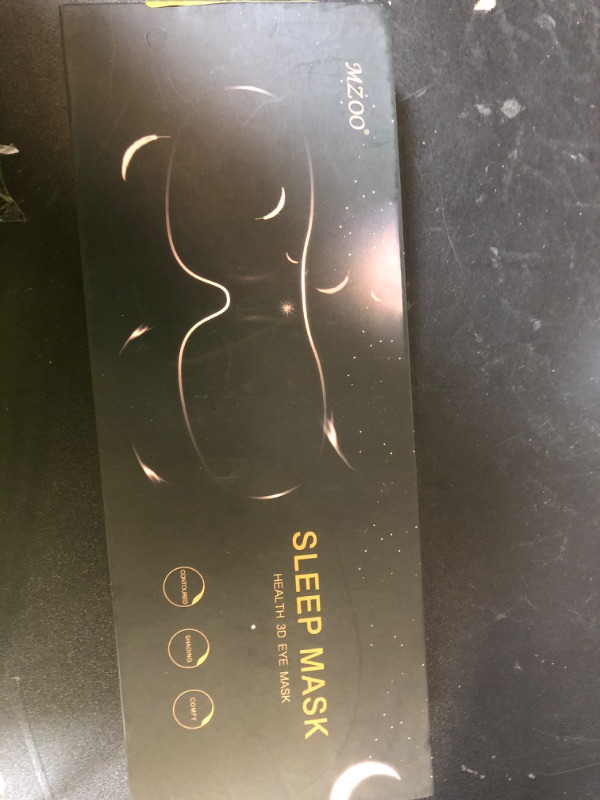 MZOO®
SLEEP MASK
HEALTH 3D EYE MASK
CONTOURED
SHADING
COMFY